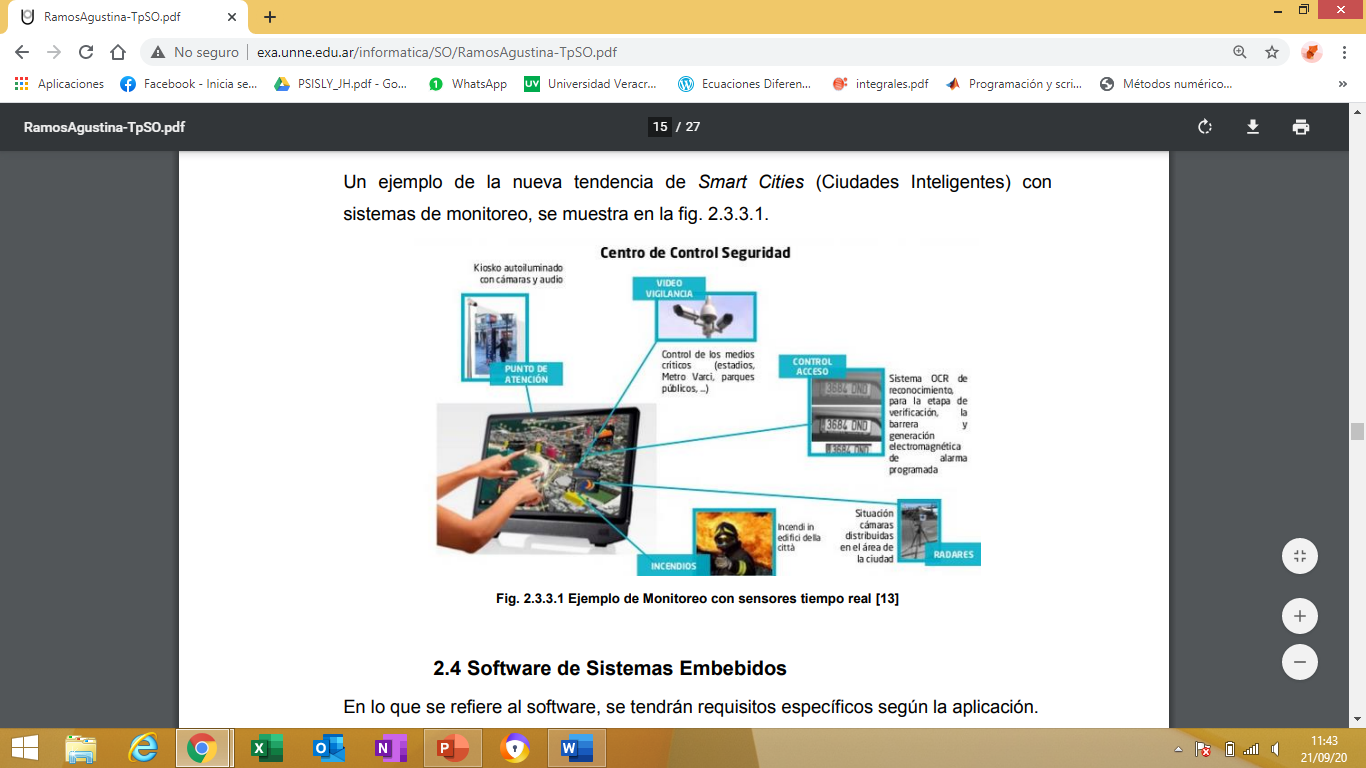 RamosAgustina-TpSO.pdf
No seguro
exa.unne.edu.ar/informatica/SO/RamosAgustina-TpSO.pdf
Aplicaciones
Facebook - Inicia se...
PSISLY_JH.pdf - Go...
1
WhatsApp
UV
Universidad Veracr...
Ecuaciones Diferen...
integrales.pdf
Programación y scri...
Métodos numérico...
»
RamosAgustina-TpSO.pdf
15 / 27
Un ejemplo de la nueva tendencia de Smart Cities (Ciudades Inteligentes) con
sistemas de monitoreo, se muestra en la fig. 2.3.3.1.
Centro de Control Seguridad
Kiosko autoiluminado
con cámaras y audio
PUNTO DE
ATENCIÓN
VIDEO
VIGILANCIA
Control de los medios
críticos (estadios,
Metro Varci, parques
públicos, ...)
CONTROL
ACCESO
3684 DND
3684 DND
3684 DND
Sistema OCR de
reconocimiento,
para la etapa de
verificación, la
barrera y
generación
electromagnética
de alarma
programada
INCENDIOS
Incendi in
edifici della
città
Situación
cámaras
distribuidas
en el área de
la ciudad
RADARES
Fig. 2.3.3.1 Ejemplo de Monitoreo con sensores tiempo real [13]
2.4 Software de Sistemas Embebidos
En lo que se refiere al software, se tendrán requisitos específicos según la aplicación.
11:43
21/09/20